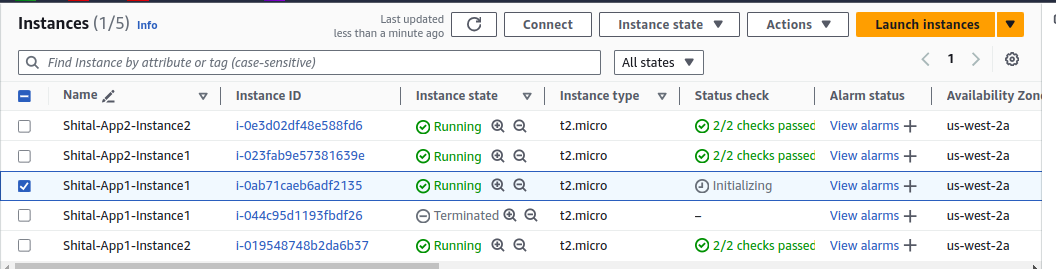 Instances (1/5) Info Last updated less than a minute ago Connect Instance state Actions Launch instances
Find Instance by attribute or tag (case-sensitive) All states 1
Name Instance ID Instance state Instance type Status check Alarm status Availability Zone
Shital-App2-Instance2 i-0e3d02df48e588fd6 Running t2.micro 2/2 checks passed View alarms + us-west-2a
Shital-App2-Instance1 i-023fab9e57381639e Running t2.micro 2/2 checks passed View alarms + us-west-2a
Shital-App1-Instance1 i-0ab71caeb6adf2135 Running t2.micro Initializing View alarms + us-west-2a
Shital-App1-Instance1 i-044c95d1193fbdf26 Terminated t2.micro – View alarms + us-west-2a
Shital-App1-Instance2 i-019548748b2da6b37 Running t2.micro 2/2 checks passed View alarms + us-west-2a